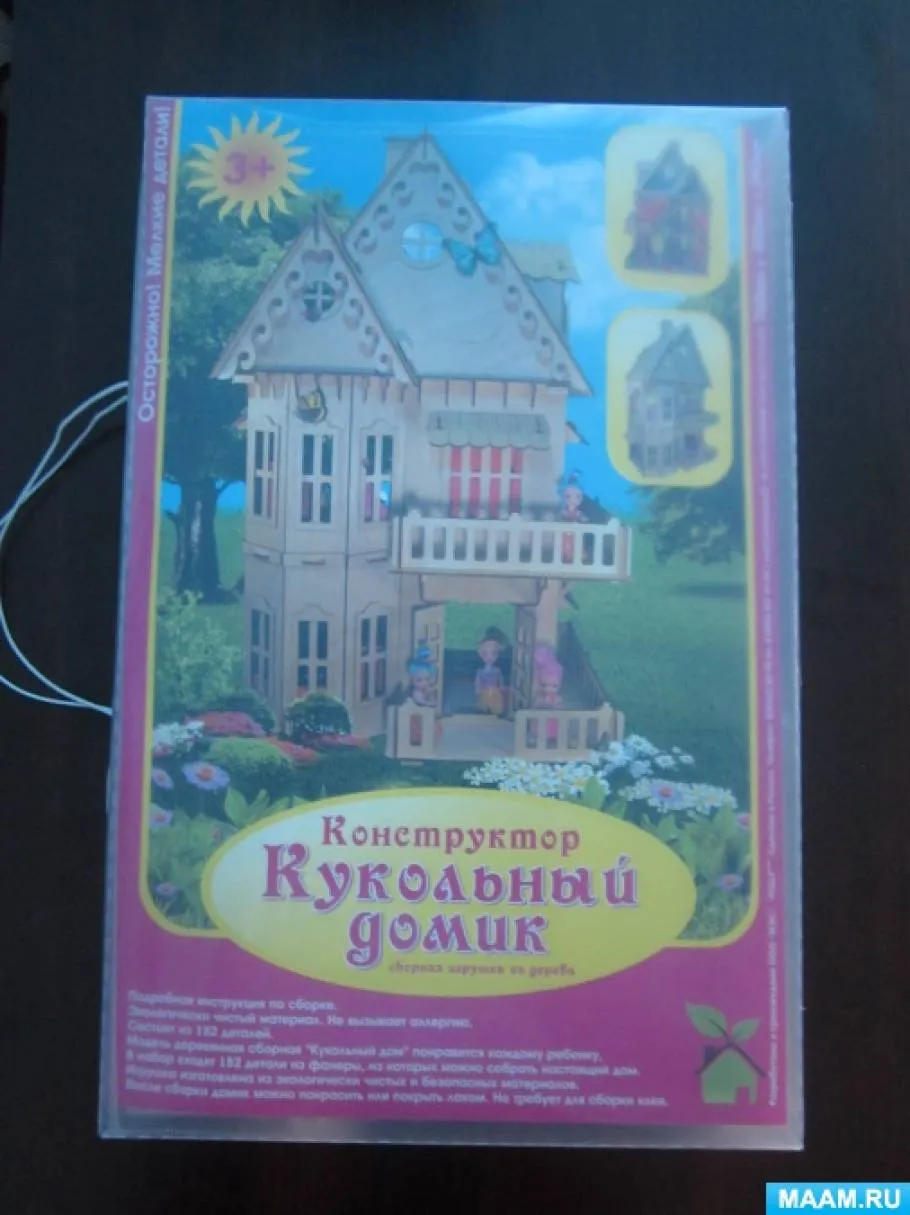 Осторожно! Мелкие детали!
3+
Конструктор
Кукольный
домик
сборная игрушка из дерева
Подробная инструкция по сборке.
Экологически чистый материал. Не вызывает аллергию.
Состоит из 182 деталей.
Модель деревянная сборная "Кукольный дом" понравится каждому ребенку.
В набор входят 182 детали из фанеры, из которых можно собрать настоящий дом.
Игрушка изготовлена из экологически чистых и безопасных материалов.
После сборки домик можно покрасить или покрыть лаком. Не требует для сборки клея.
MAAM.RU